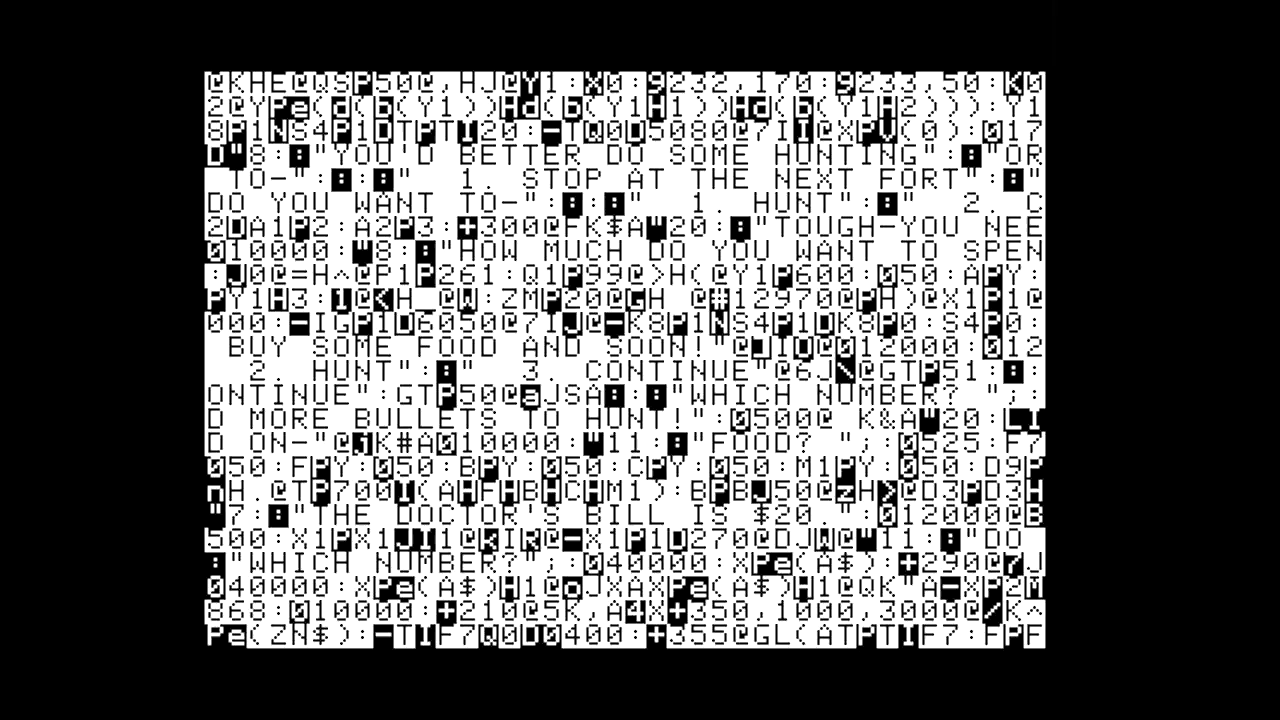 @KHE@QSP50@,HJ@Y1:X0:9232,170:9233,50:K0
2@YPe(d(b(Y1))Hd(b(Y1H1))Hd(b(Y1H2))):Y1
8P1NS4P1DTPTI20:-TQ0D5080@7II@XPV(0):017
D"8::"YOU'D BETTER DO SOME HUNTING"::"OR
TO-"::::" 1. STOP AT THE NEXT FORT"::"
DO YOU WANT TO-"::::" 1. HUNT"::" 2. C
2DA1P2:A2P3:+300@FK$AW20::"TOUGH-YOU NEE
010000:W8::"HOW MUCH DO YOU WANT TO SPEN
:J0@=H^@P1P261:Q1P99@>H(@Y1P600:050:APY:
PY1H3:1@KH_@W:ZMP20@GH @#12970@PH)@X1P1@
000:-IGP1D6050@7IJ@-K8P1NS4P1DK8P0:S4P0:
BUY SOME FOOD AND SOON!"@JIU@012000:012
2. HUNT"::" 3. CONTINUE"@6J\@GTP51:::
ONTINUE":GTP50@eJSA:::"WHICH NUMBER? ";:
D MORE BULLETS TO HUNT!":0500@ K&AW20:LI
D ON-"@JK#A010000:W11::"FOOD? ";:0525:F7
050:FPY:050:BPY:050:CPY:050:M1PY:050:D9P
nH.@TP700I(AHFHBHCHM1):BPBJ50@zH>@D3PD3H
"7::"THE DOCTOR'S BILL IS $20.":012000@B
500:X1PX1JI1@kIR@-X1P1D270@DJW@W11::"DO
:"WHICH NUMBER?";:040000:XPe(A$):+290@?J
040000:XPe(A$)H1@oJXAXPe(A$)H1@QK"A-XP2M
868:010000:+210@5K,A4X+350,1000,3000@/K^
Pe(ZN$):-TIF7Q0D0400:+355@GL(ATPTIF7:FPF